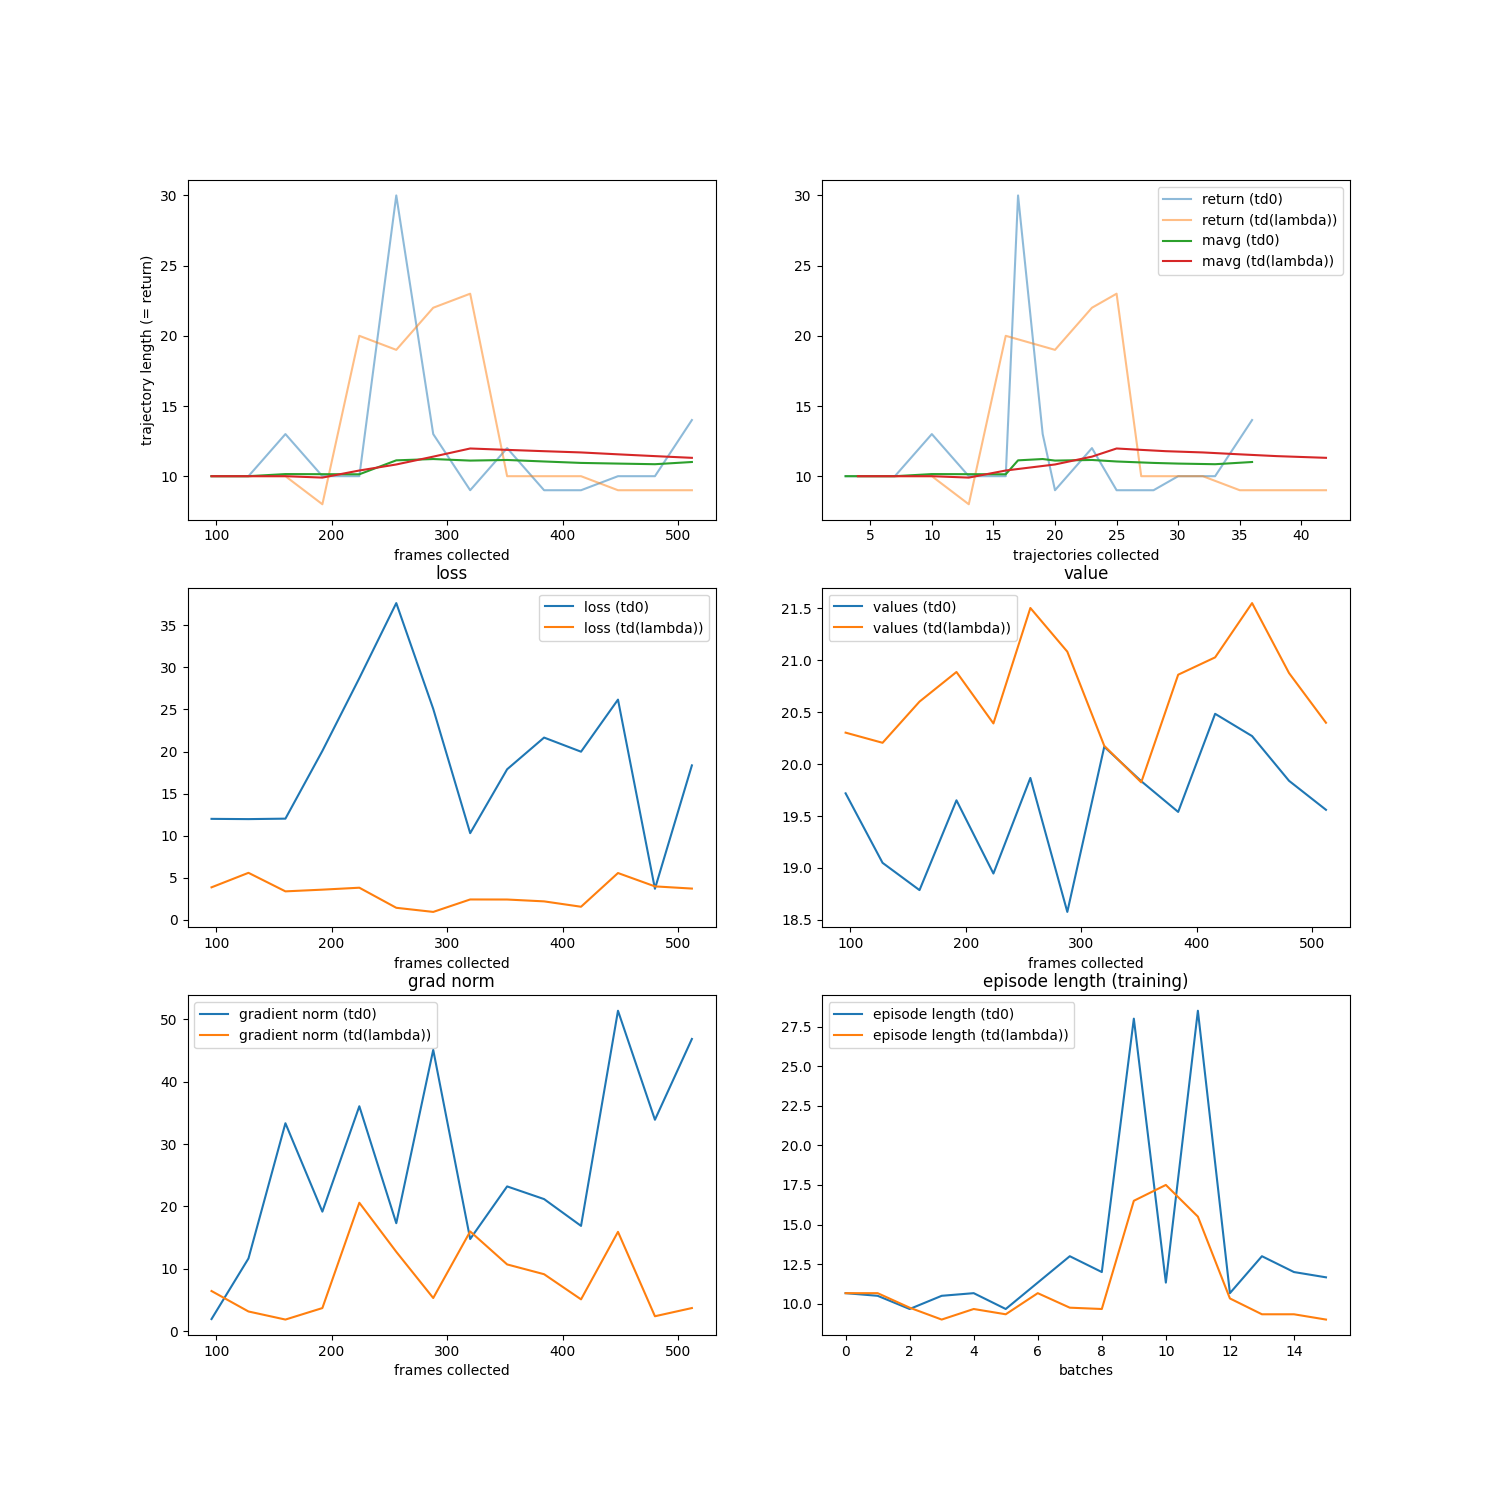 30
25
20
15
10
trajectory length (= return)
100 200 300 400 500
frames collected
30
25
20
15
10
return (td0)
return (td(lambda))
mavg (td0)
mavg (td(lambda))
5 10 15 20 25 30 35 40
trajectories collected
loss
35
30
25
20
15
10
5
0
loss (td0)
loss (td(lambda))
100 200 300 400 500
frames collected
value
21.5
21.0
20.5
20.0
19.5
19.0
18.5
values (td0)
values (td(lambda))
100 200 300 400 500
frames collected
grad norm
50
40
30
20
10
0
gradient norm (td0)
gradient norm (td(lambda))
100 200 300 400 500
frames collected
episode length (training)
27.5
25.0
22.5
20.0
17.5
15.0
12.5
10.0
episode length (td0)
episode length (td(lambda))
0 2 4 6 8 10 12 14
batches